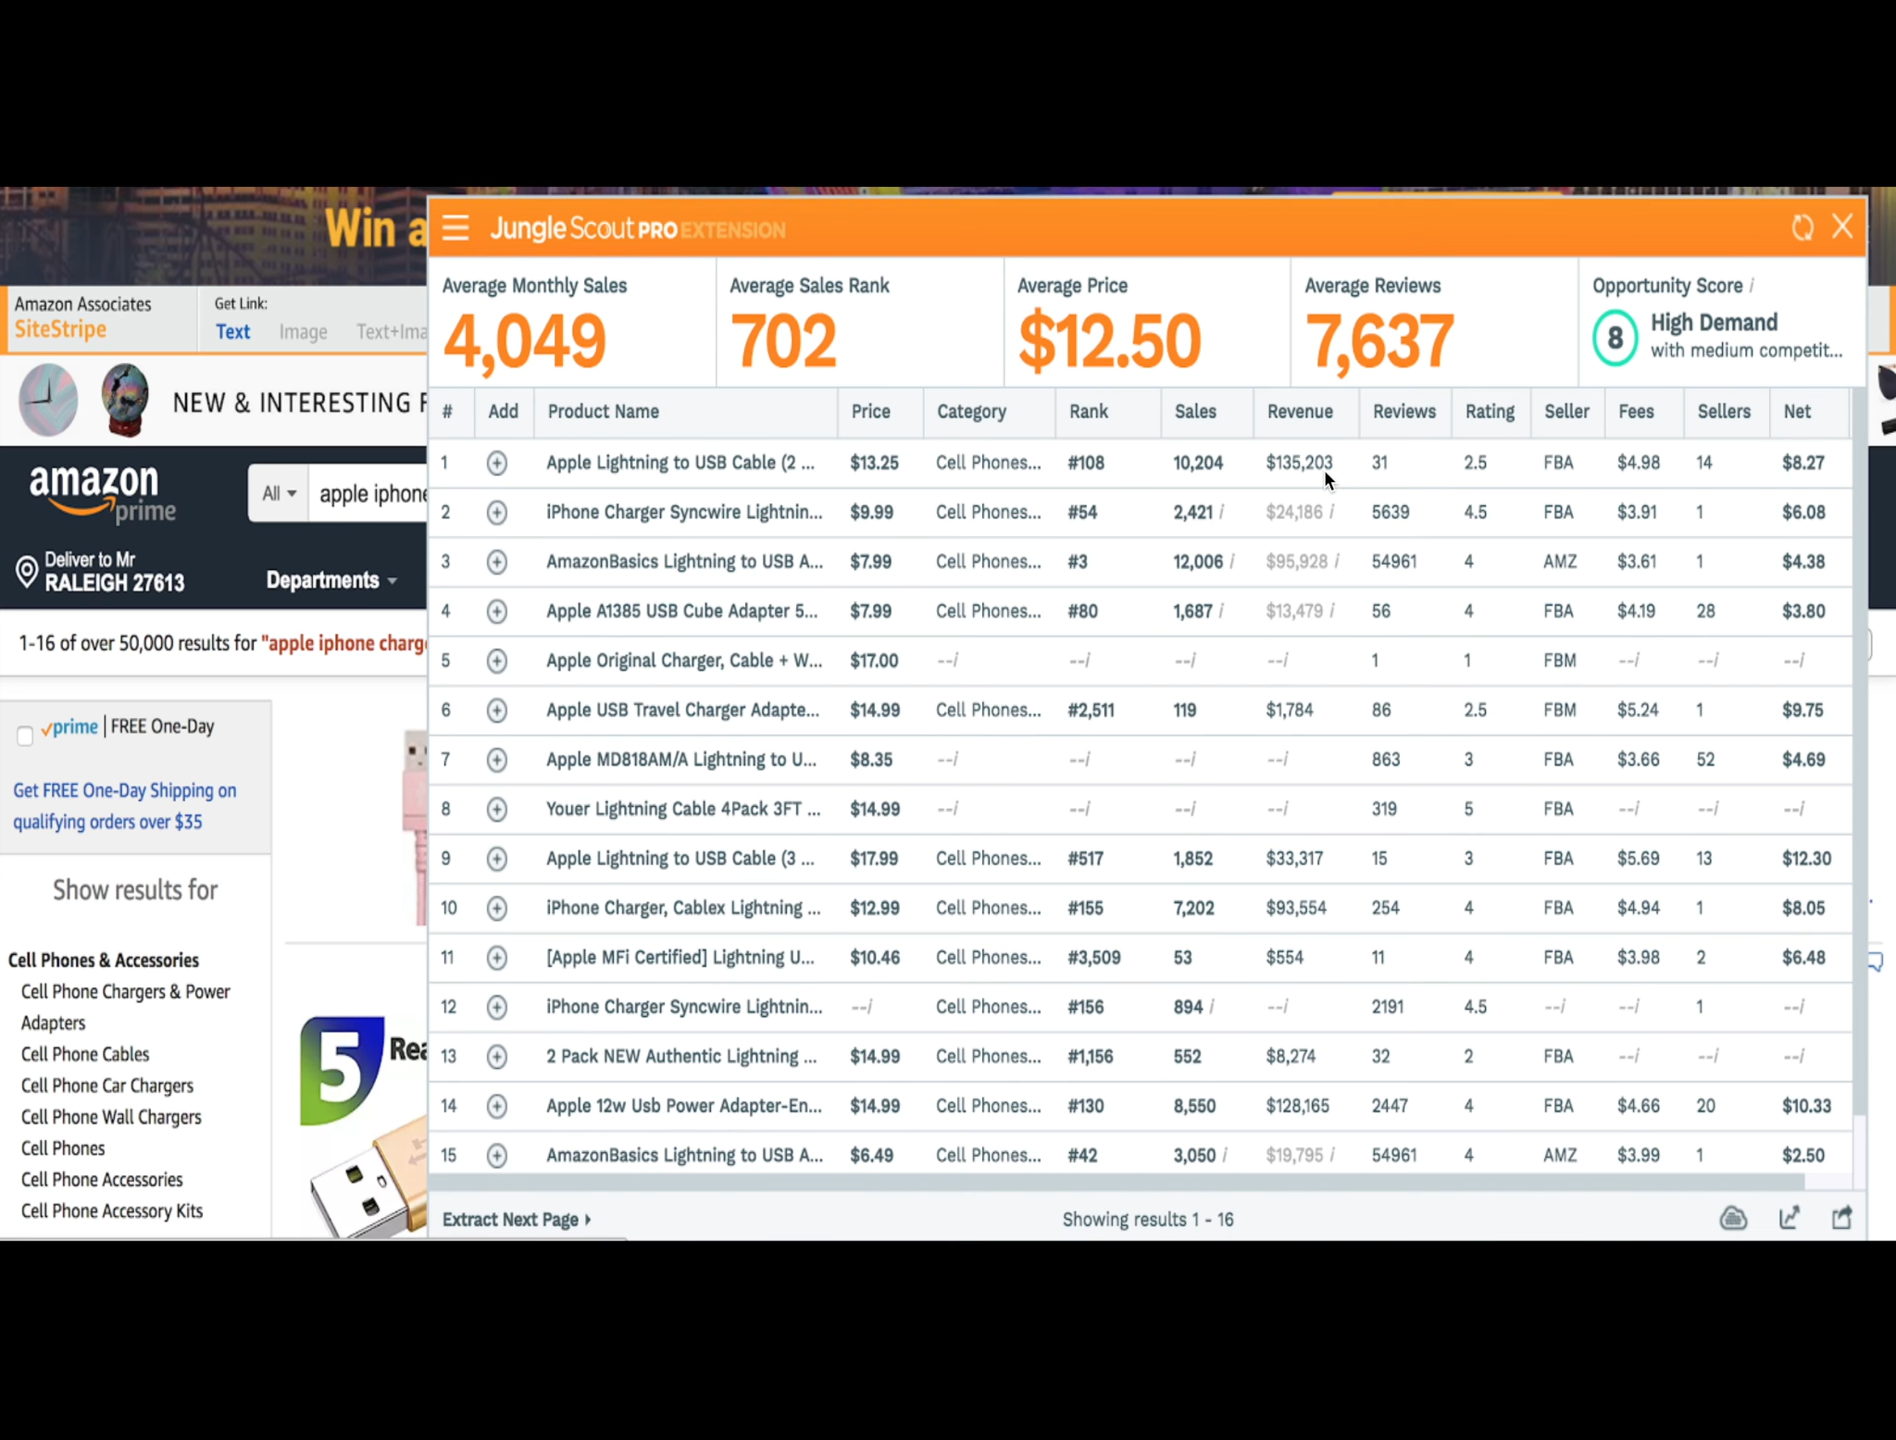 Win a
Amazon Associates
SiteStripe
Get Link:
Text Image Text+Ima
NEW & INTERESTING F
amazon
prime
All apple iphone
Deliver to Mr
RALEIGH 27613
Departments
1-16 of over 50,000 results for "apple iphone charge
prime | FREE One-Day
Get FREE One-Day Shipping on
qualifying orders over $35
Show results for
Cell Phones & Accessories
Cell Phone Chargers & Power
Adapters
Cell Phone Cables
Cell Phone Car Chargers
Cell Phone Wall Chargers
Cell Phones
Cell Phone Accessories
Cell Phone Accessory Kits
5
Rea
Jungle Scout PRO EXTENSION
Average Monthly Sales
4,049
Average Sales Rank
702
Average Price
$12.50
Average Reviews
7,637
Opportunity Score i
8
High Demand
with medium competit...
# Add Product Name Price Category Rank Sales Revenue Reviews Rating Seller Fees Sellers Net
1 Apple Lightning to USB Cable (2 ... $13.25 Cell Phones... #108 10,204 $135,203 31 2.5 FBA $4.98 14 $8.27
2 iPhone Charger Syncwire Lightnin... $9.99 Cell Phones... #54 2,421 i $24,186 i 5639 4.5 FBA $3.91 1 $6.08
3 AmazonBasics Lightning to USB A... $7.99 Cell Phones... #3 12,006 i $95,928 i 54961 4 AMZ $3.61 1 $4.38
4 Apple A1385 USB Cube Adapter 5... $7.99 Cell Phones... #80 1,687 i $13,479 i 56 4 FBA $4.19 28 $3.80
5 Apple Original Charger, Cable + W... $17.00 --i --i --i --i 1 1 FBM --i --i --i
6 Apple USB Travel Charger Adapte... $14.99 Cell Phones... #2,511 119 $1,784 86 2.5 FBM $5.24 1 $9.75
7 Apple MD818AM/A Lightning to U... $8.35 --i --i --i --i 863 3 FBA $3.66 52 $4.69
8 Youer Lightning Cable 4Pack 3FT ... $14.99 --i --i --i --i 319 5 FBA --i --i --i
9 Apple Lightning to USB Cable (3 ... $17.99 Cell Phones... #517 1,852 $33,317 15 3 FBA $5.69 13 $12.30
10 iPhone Charger, Cablex Lightning ... $12.99 Cell Phones... #155 7,202 $93,554 254 4 FBA $4.94 1 $8.05
11 [Apple MFi Certified] Lightning U... $10.46 Cell Phones... #3,509 53 $554 11 4 FBA $3.98 2 $6.48
12 iPhone Charger Syncwire Lightnin... --i Cell Phones... #156 894 i --i 2191 4.5 --i --i 1 --i
13 2 Pack NEW Authentic Lightning ... $14.99 Cell Phones... #1,156 552 $8,274 32 2 FBA --i --i --i
14 Apple 12w Usb Power Adapter-En... $14.99 Cell Phones... #130 8,550 $128,165 2447 4 FBA $4.66 20 $10.33
15 AmazonBasics Lightning to USB A... $6.49 Cell Phones... #42 3,050 i $19,795 i 54961 4 AMZ $3.99 1 $2.50
Extract Next Page
Showing results 1 - 16